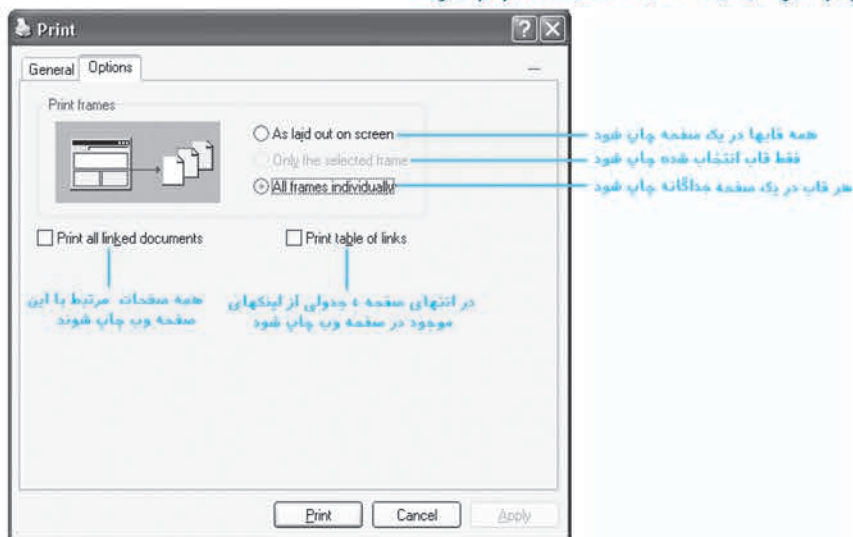 Print
General Options
Print frames
As laid out on screen
همه قابها در یک صفحه چاپ شود
Only the selected frame
فقط قاب انتخاب شده چاپ شود
All frames individually
هر قاب در یک صفحه جداگانه چاپ شود
Print all linked documents
Print table of links
همه صفحات مرتبط با این
صفحه وب چاپ شوند
در انتهای صفحه ، جدولی از لینکهای
موجود در صفحه وب چاپ شود
Print Cancel Apply